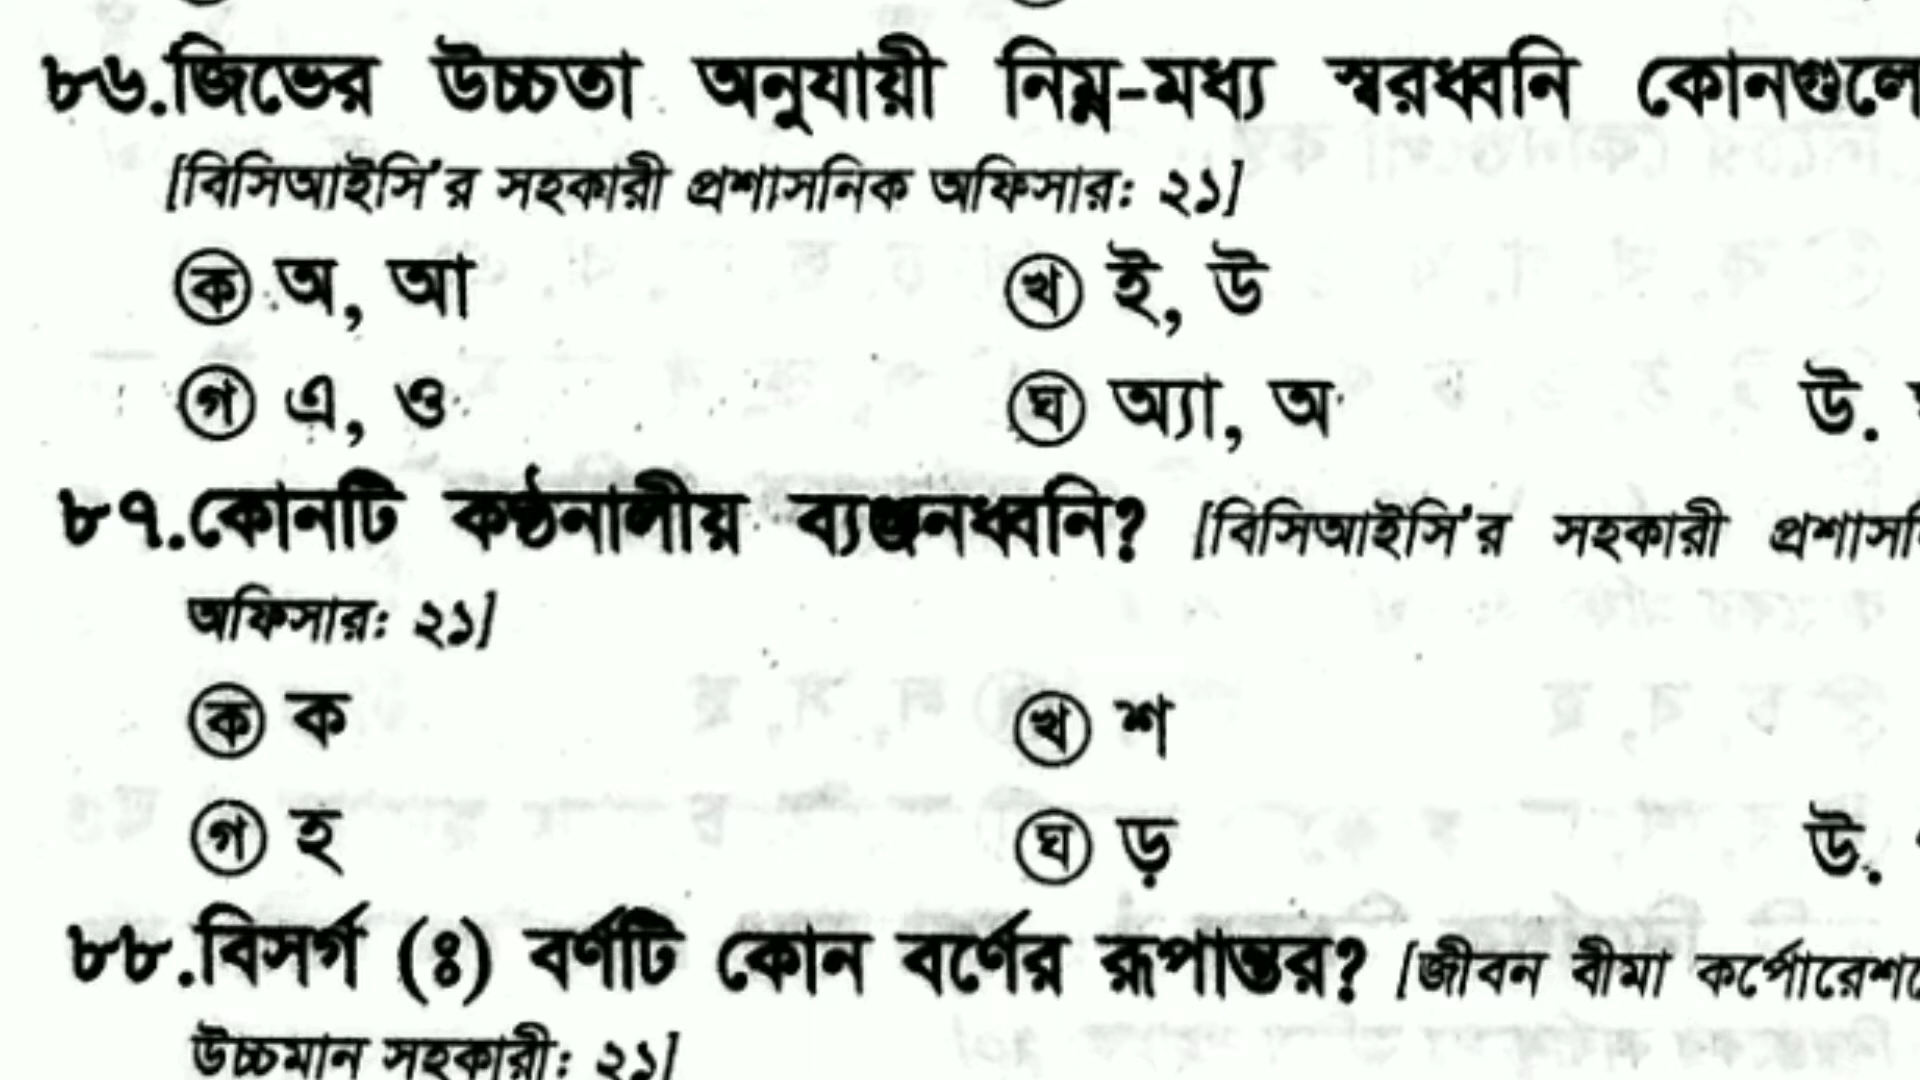 ৮৬.জিভের উচ্চতা অনুযায়ী নিম্ন-মধ্য স্বরধ্বনি কোনগুলো
[বিসিআইসি'র সহকারী প্রশাসনিক অফিসার: ২১]
ক অ, আ খ ই, উ
গ এ, ও ঘ অ্যা, অ উ.
৮৭.কোনটি কণ্ঠনালীয় ব্যঞ্জনধ্বনি? [বিসিআইসি'র সহকারী প্রশাসনি
অফিসার: ২১]
ক ক খ শ
গ হ ঘ ড় উ.
৮৮.বিসর্গ (ঃ) বর্ণটি কোন বর্ণের রূপান্তর? [জীবন বীমা কর্পোরেশনে
উচ্চমান সহকারী: ২১]